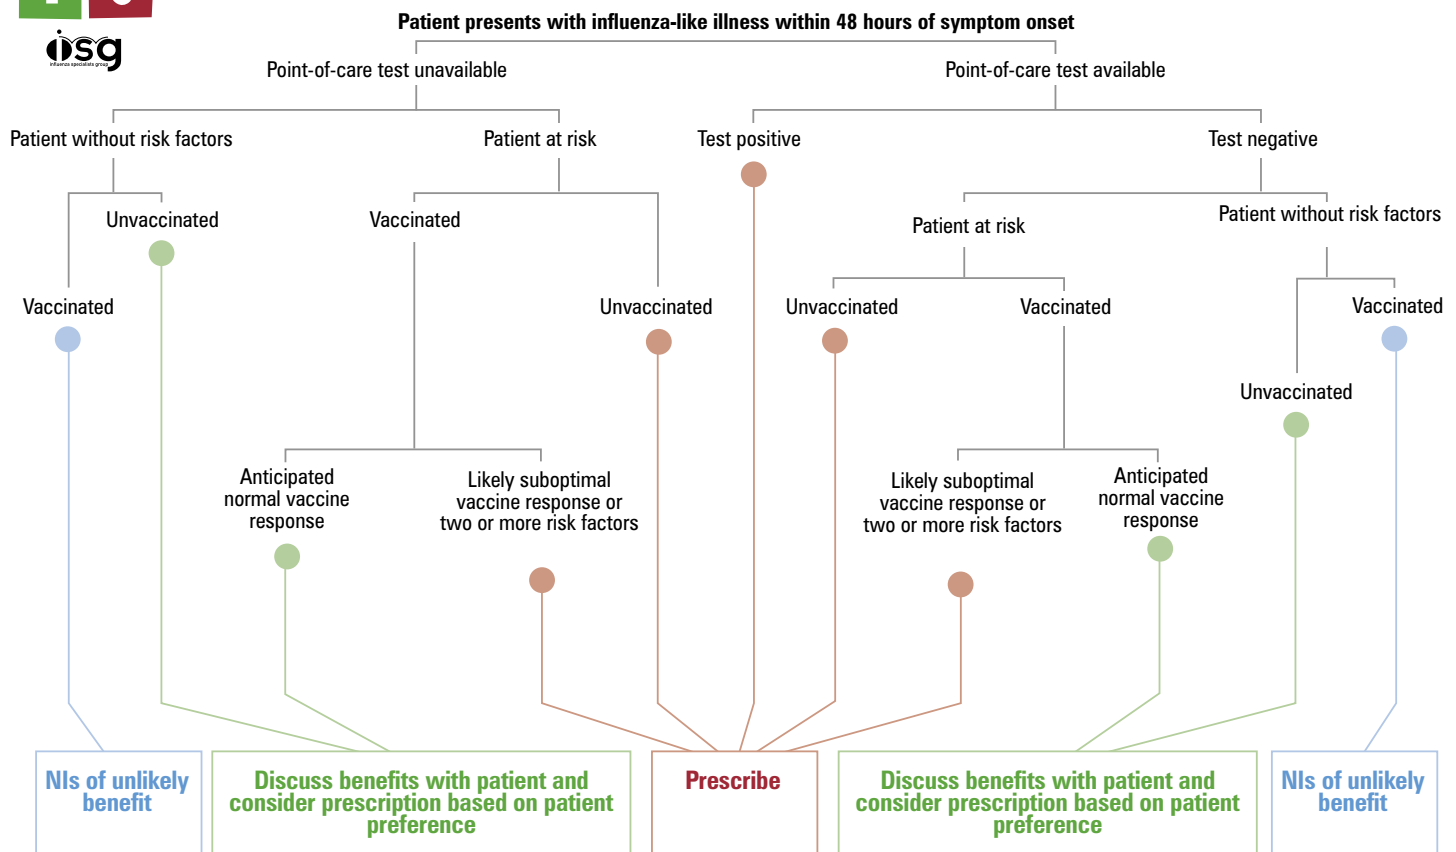 isg
influenza specialists group
Patient presents with influenza-like illness within 48 hours of symptom onset
Point-of-care test unavailable
Point-of-care test available
Patient without risk factors
Patient at risk
Test positive
Test negative
Unvaccinated
Vaccinated
Patient at risk
Patient without risk factors
Vaccinated
Unvaccinated
Unvaccinated
Vaccinated
Vaccinated
Unvaccinated
Anticipated
normal vaccine
response
Likely suboptimal
vaccine response or
two or more risk factors
Likely suboptimal
vaccine response or
two or more risk factors
Anticipated
normal vaccine
response
NIs of unlikely
benefit
Discuss benefits with patient and
consider prescription based on patient
preference
Prescribe
Discuss benefits with patient and
consider prescription based on patient
preference
NIs of unlikely
benefit